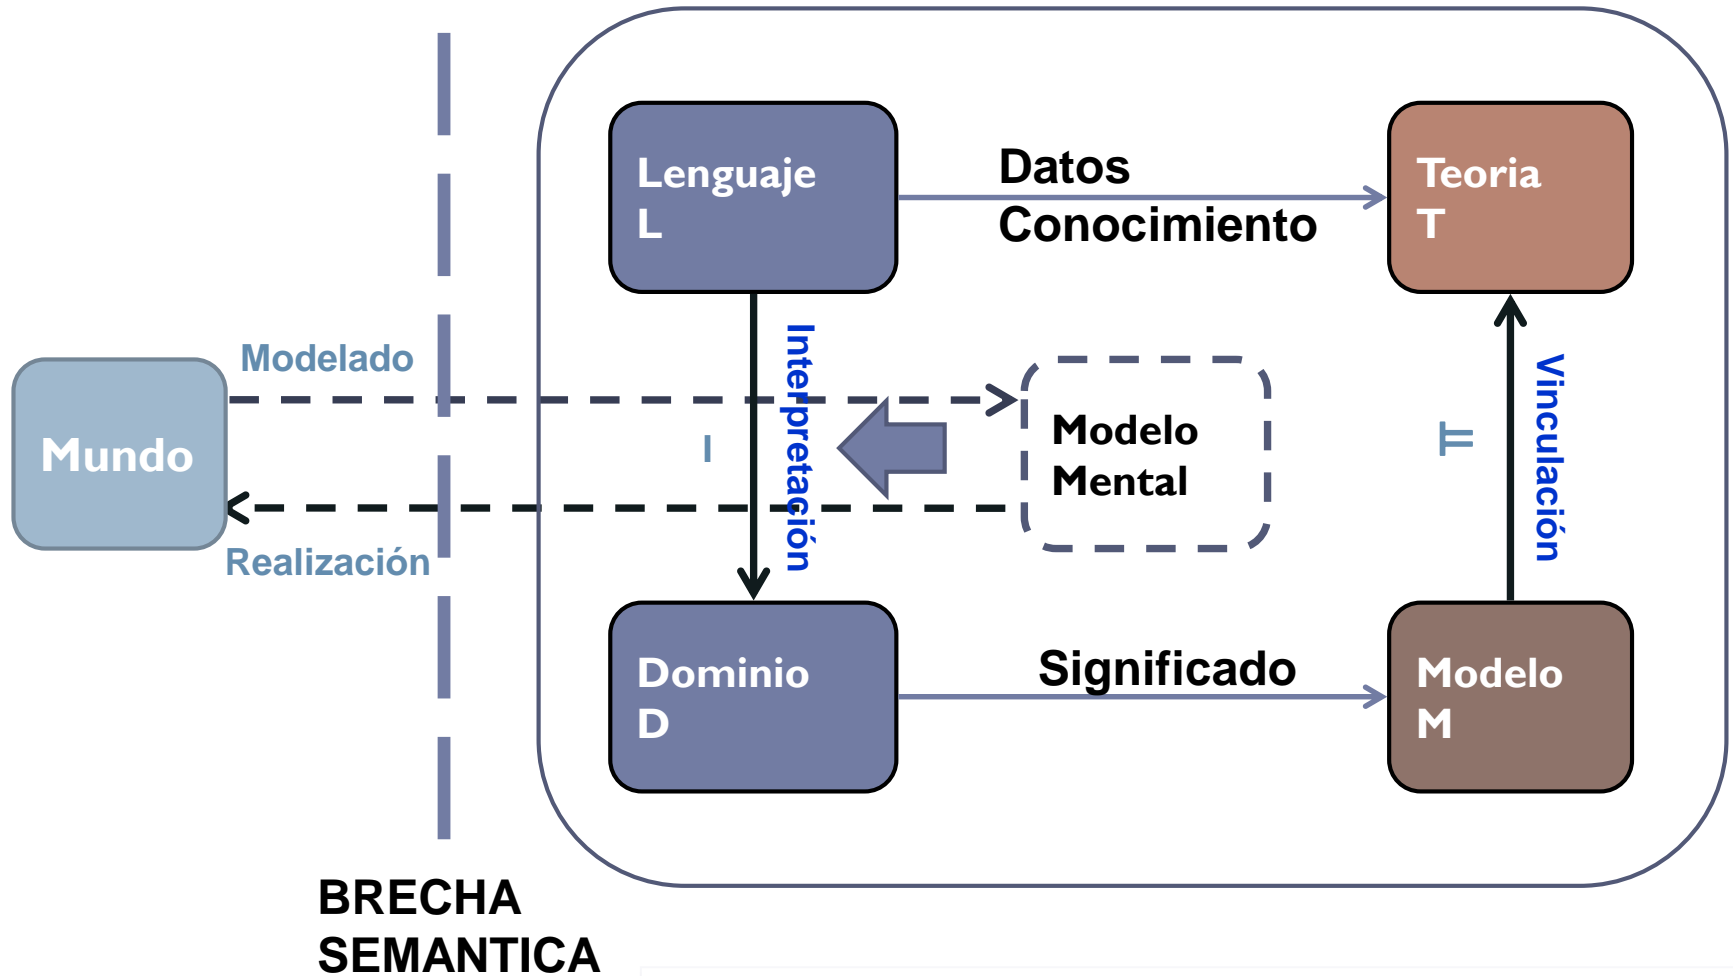 Lenguaje
L
Datos
Conocimiento
Teoria
T
Modelado
Mundo
Realización
I
Interpretación
Modelo
Mental
⊨
Vinculación
Dominio
D
Significado
Modelo
M
BRECHA
SEMANTICA